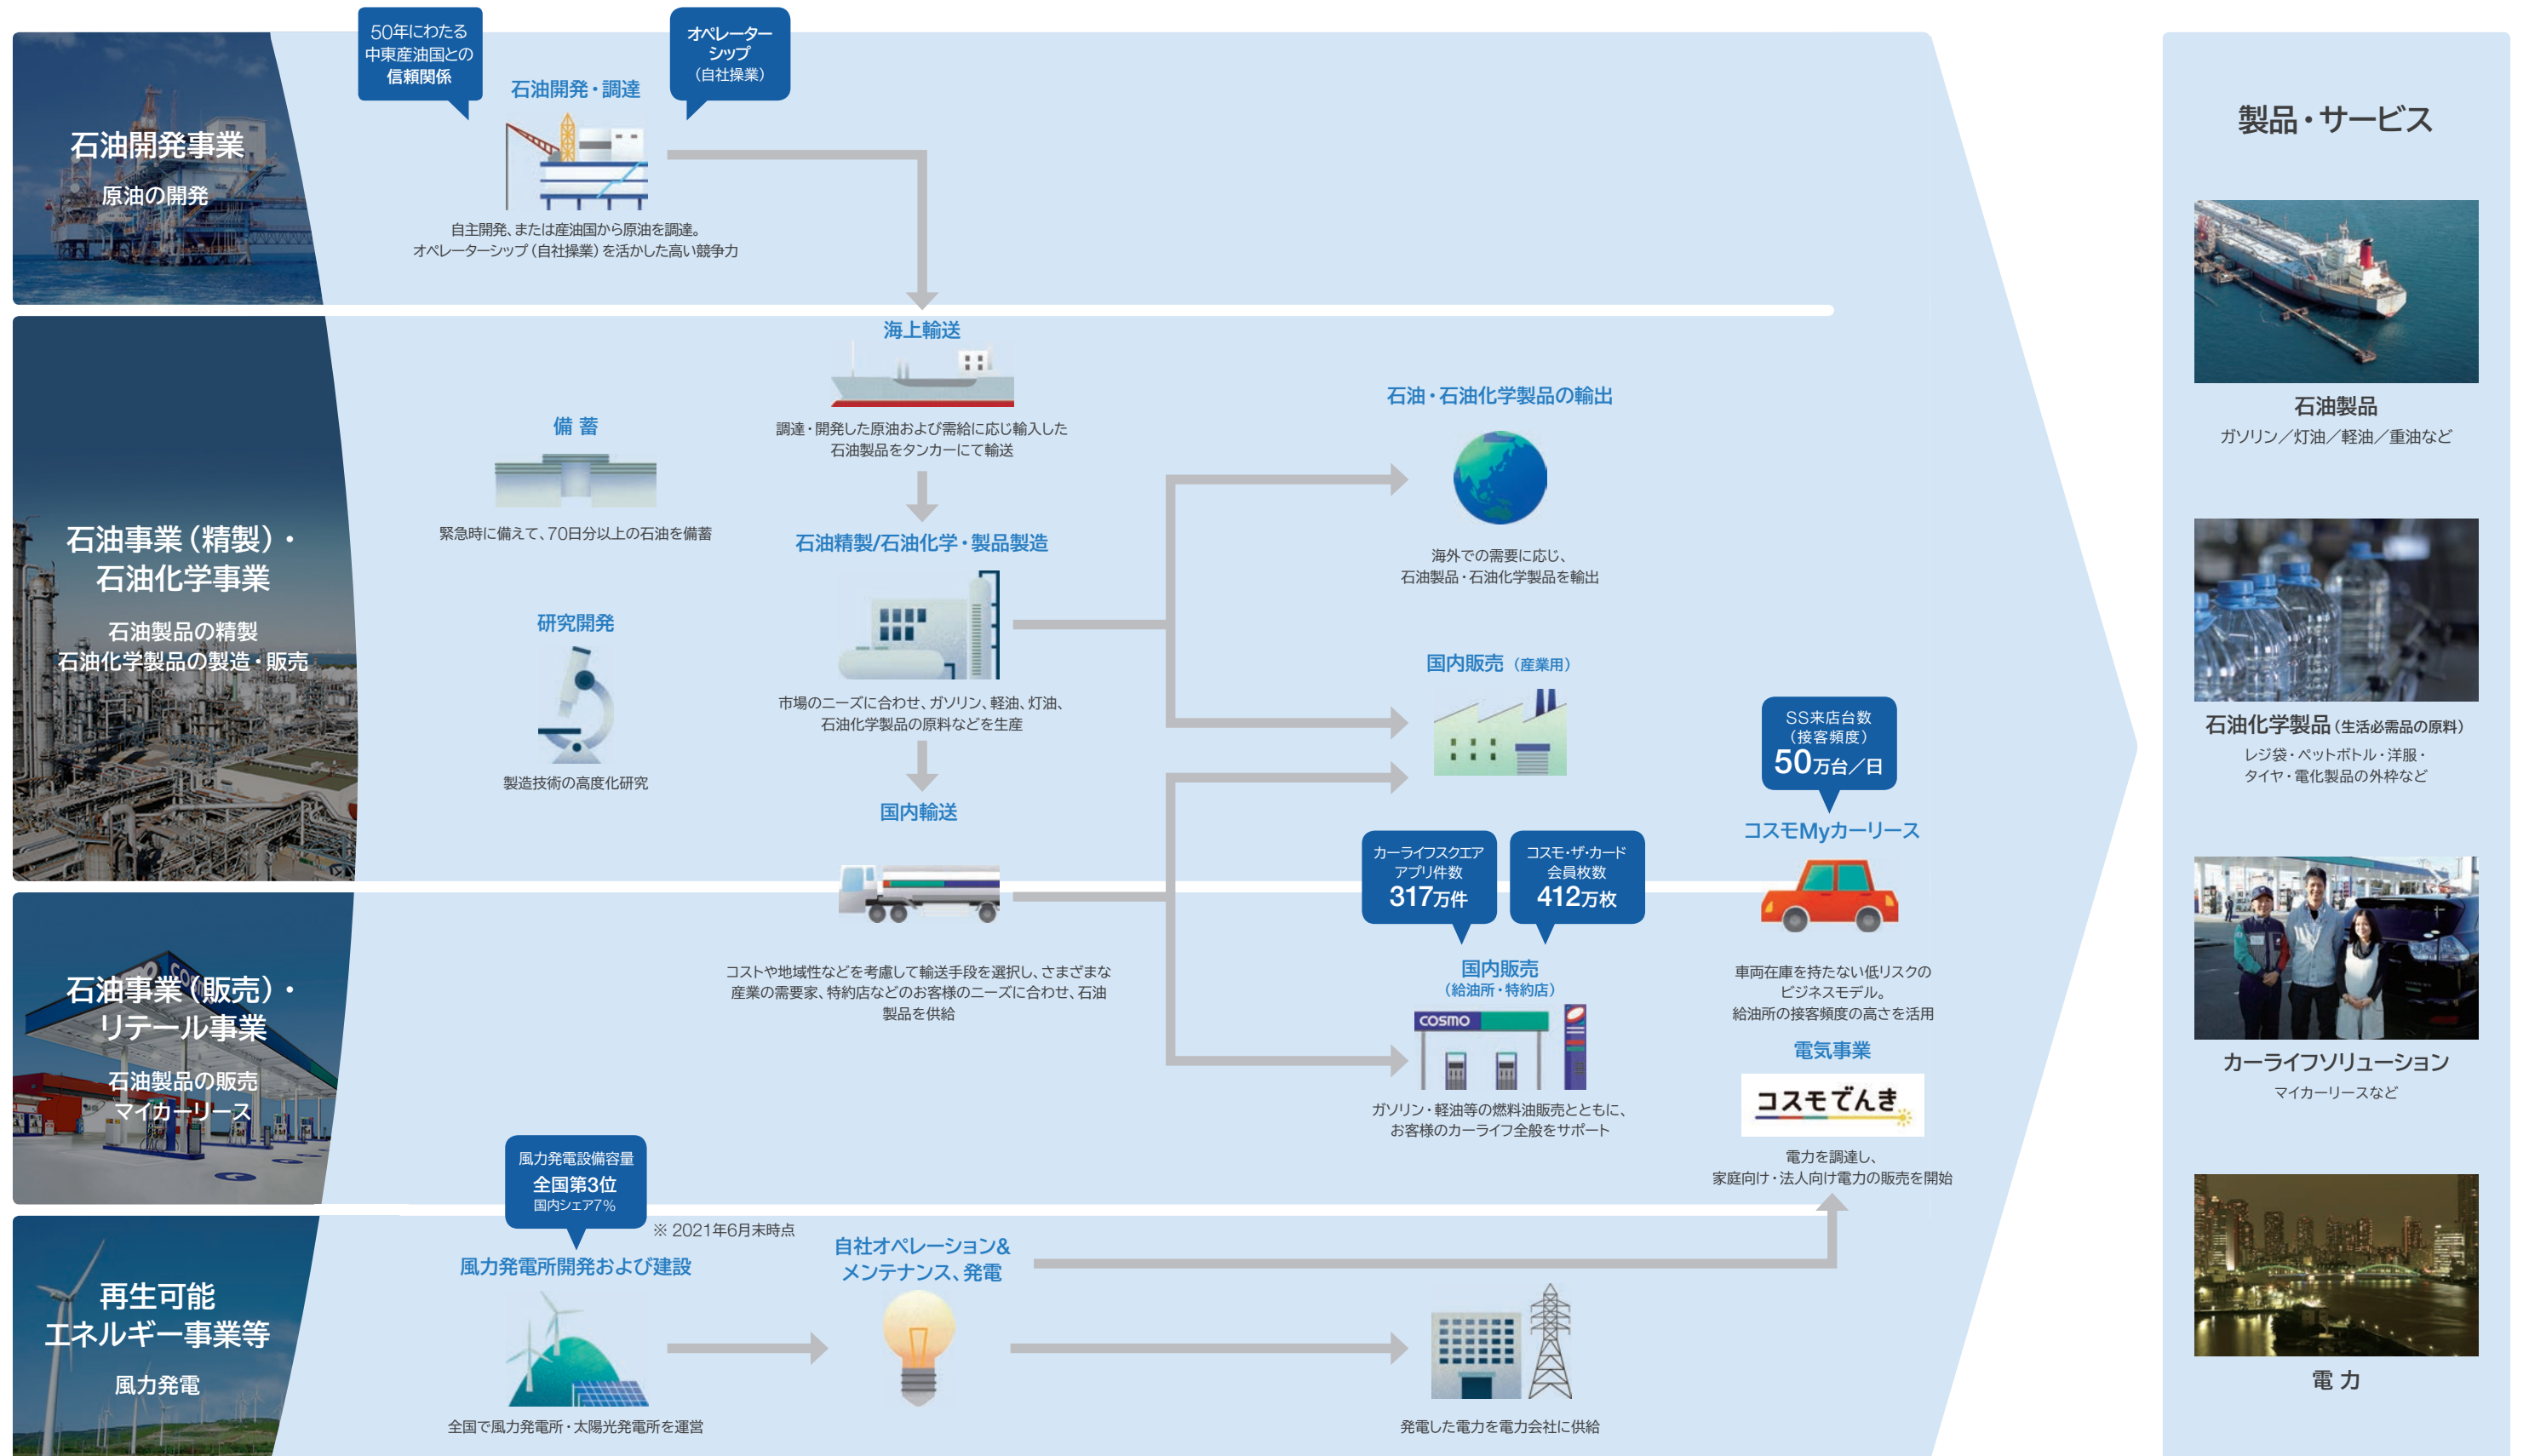 50年にわたる
中東産油国との
信頼関係
オペレーター
シップ
（自社操業）
石油開発・調達
石油開発事業
原油の開発
自主開発、または産油国から原油を調達。
オペレーターシップ（自社操業）を活かした高い競争力
海上輸送
調達・開発した原油および需給に応じ輸入した
石油製品をタンカーにて輸送
備 蓄
緊急時に備えて、70日分以上の石油を備蓄
石油・石油化学製品の輸出
海外での需要に応じ、
石油製品・石油化学製品を輸出
石油事業（精製）・
石油化学事業
石油製品の精製
石油化学製品の製造・販売
石油精製/石油化学・製品製造
市場のニーズに合わせ、ガソリン、軽油、灯油、
石油化学製品の原料などを生産
研究開発
製造技術の高度化研究
国内販売（産業用）
国内輸送
コストや地域性などを考慮して輸送手段を選択し、さまざまな
産業の需要家、特約店などのお客様のニーズに合わせ、石油
製品を供給
SS来店台数
（接客頻度）
50万台／日
コスモMyカーリース
車両在庫を持たない低リスクの
ビジネスモデル。
給油所の接客頻度の高さを活用
カーライフスクエア
アプリ件数
317万件
コスモ・ザ・カード
会員枚数
412万枚
国内販売
（給油所・特約店）
COSMO
ガソリン・軽油等の燃料油販売とともに、
お客様のカーライフ全般をサポート
石油事業（販売）・
リテール事業
石油製品の販売
マイカーリース
電気事業
コスモでんき
電力を調達し、
家庭向け・法人向け電力の販売を開始
風力発電設備容量
全国第3位
国内シェア7%
※ 2021年6月末時点
風力発電所開発および建設
全国で風力発電所・太陽光発電所を運営
自社オペレーション&
メンテナンス、発電
発電した電力を電力会社に供給
再生可能
エネルギー事業等
風力発電
製品・サービス
石油製品
ガソリン／灯油／軽油／重油など
石油化学製品（生活必需品の原料）
レジ袋・ペットボトル・洋服・
タイヤ・電化製品の外枠など
カーライフソリューション
マイカーリースなど
電 力